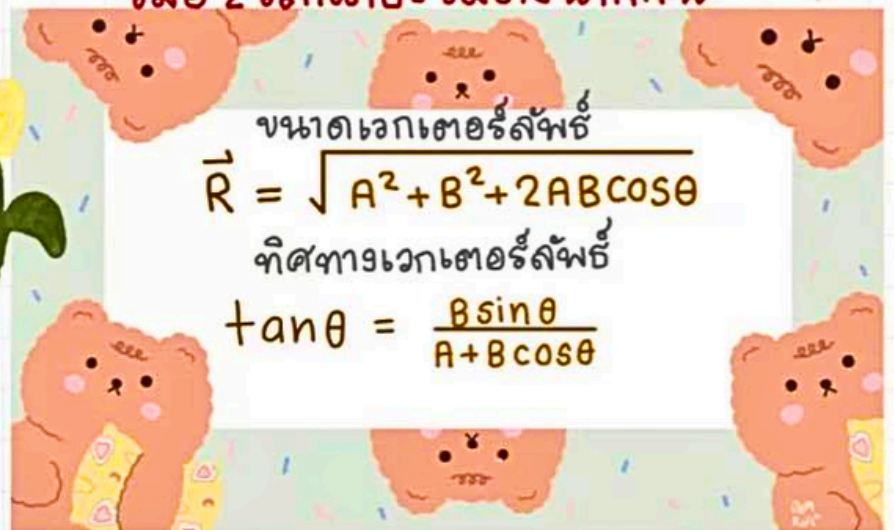 ขนาดเวกเตอร์ลัพธ์
R⃗ = √A²+B²+2ABCOSθ
ทิศทางเวกเตอร์ลัพธ์
tanθ = Bsinθ / A+Bcosθ